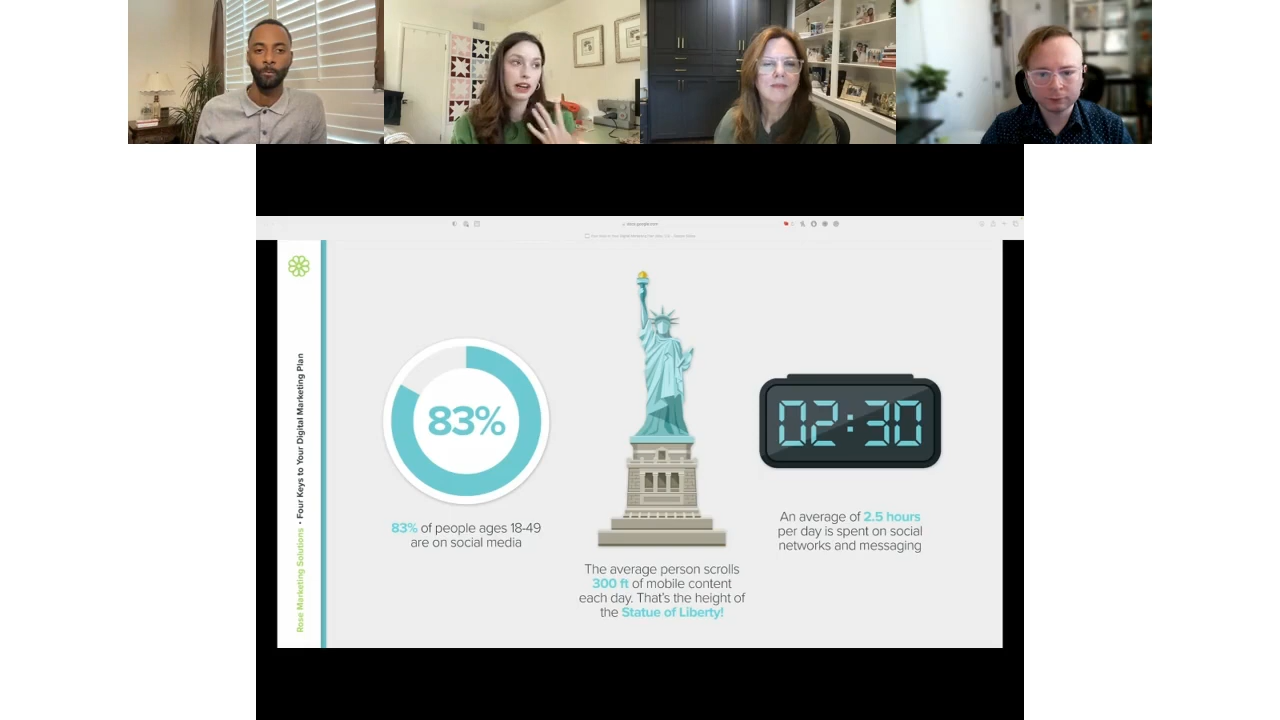 docs.google.com
Rose Marketing Solutions • Four Keys to Your Digital Marketing Plan
83%
83% of people ages 18-49
are on social media
The average person scrolls
300 ft of mobile content
each day. That's the height of
the Statue of Liberty!
02:30
An average of 2.5 hours
per day is spent on social
networks and messaging